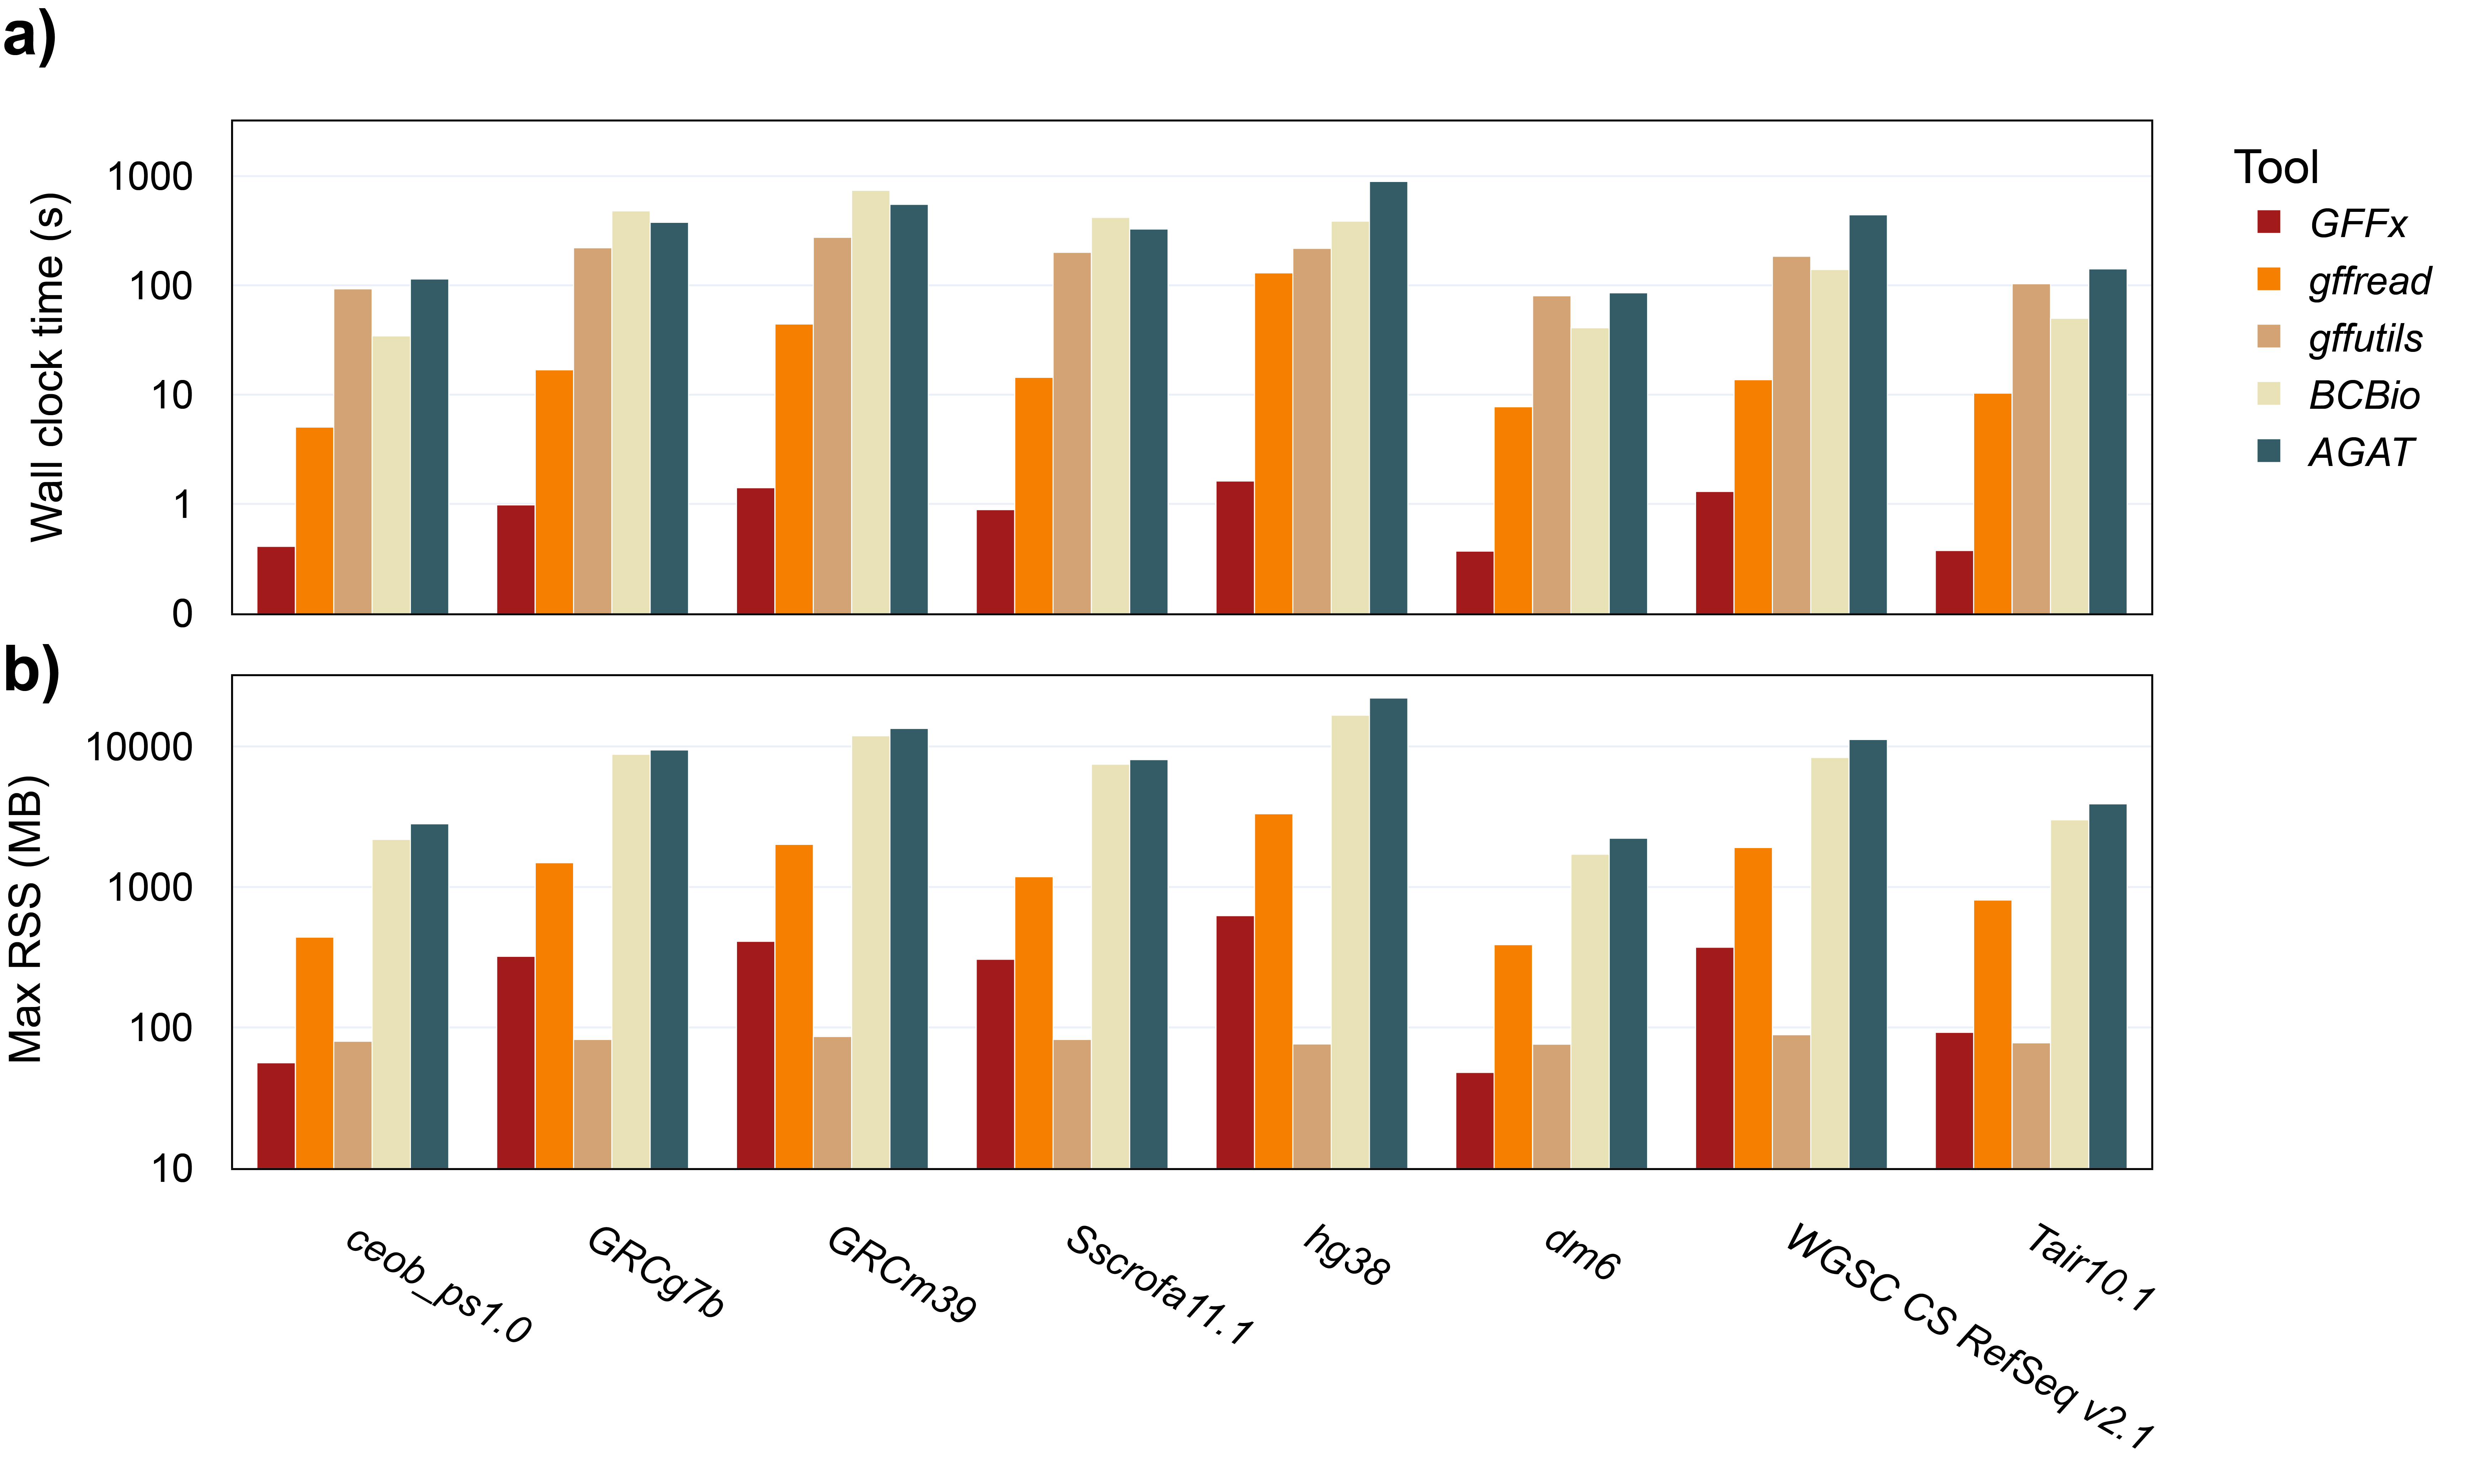 a)
Wall clock time (s)
1000
100
10
1
0
Tool
GFFx
gffread
gffutils
BCBio
AGAT
b)
Max RSS (MB)
10000
1000
100
10
ceob_ps1.0
GRCg7b
GRCm39
Sscrofa11.1
hg38
dm6
WGSC CS RefSeq v2.1
Tair10.1